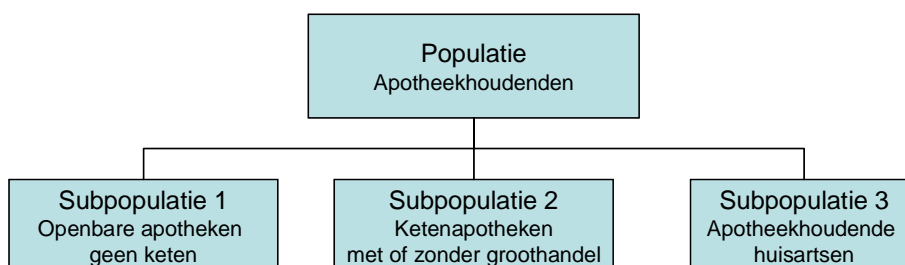 Populatie
Apotheekhoudenden
Subpopulatie 1
Openbare apotheken
geen keten
Subpopulatie 2
Ketenapotheken
met of zonder groothandel
Subpopulatie 3
Apotheekhoudende
huisartsen